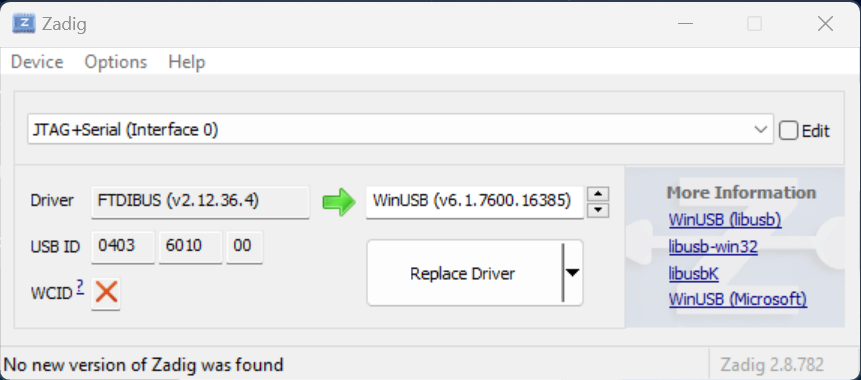 Zadig
Device Options Help
JTAG+Serial (Interface 0)
Edit
Driver FTDIBUS (v2.12.36.4) WinUSB (v6.1.7600.16385)
USB ID 0403 6010 00
WCID ?
Replace Driver
More Information
WinUSB (libusb)
libusb-win32
libusbK
WinUSB (Microsoft)
No new version of Zadig was found
Zadig 2.8.782